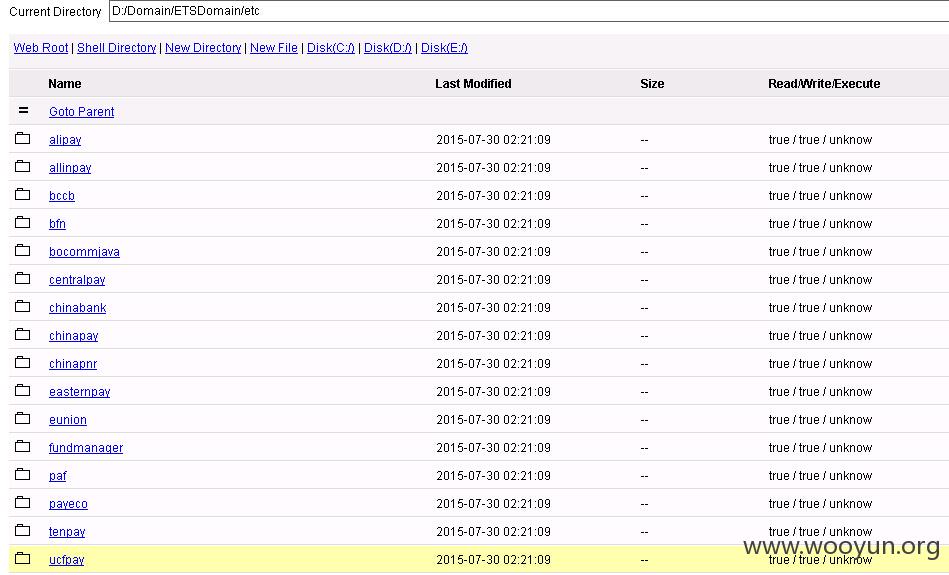 Current Directory D:/Domain/ETSDomain/etc
Web Root | Shell Directory | New Directory | New File | Disk(C:/) | Disk(D:/) | Disk(E:/)
Name Last Modified Size Read/Write/Execute
= Goto Parent
alipay 2015-07-30 02:21:09 -- true / true / unknow
allinpay 2015-07-30 02:21:09 -- true / true / unknow
bccb 2015-07-30 02:21:09 -- true / true / unknow
bfn 2015-07-30 02:21:09 -- true / true / unknow
bocommjava 2015-07-30 02:21:09 -- true / true / unknow
centralpay 2015-07-30 02:21:09 -- true / true / unknow
chinabank 2015-07-30 02:21:09 -- true / true / unknow
chinapay 2015-07-30 02:21:09 -- true / true / unknow
chinapnr 2015-07-30 02:21:09 -- true / true / unknow
easternpay 2015-07-30 02:21:09 -- true / true / unknow
eunion 2015-07-30 02:21:09 -- true / true / unknow
fundmanager 2015-07-30 02:21:09 -- true / true / unknow
paf 2015-07-30 02:21:09 -- true / true / unknow
payeco 2015-07-30 02:21:09 -- true / true / unknow
tenpay 2015-07-30 02:21:09 -- true / true / unknow
ucfpay 2015-07-30 02:21:09 -- true / true / unknow
www.wooyun.org